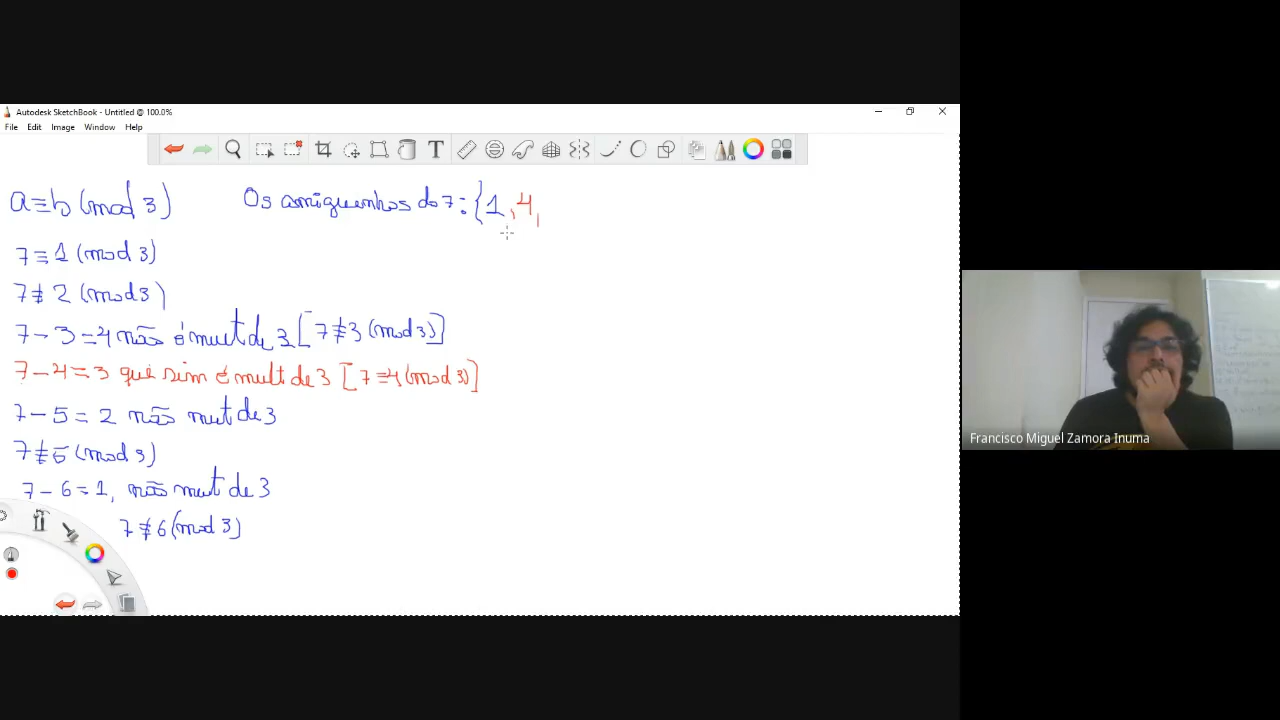 Autodesk SketchBook - Untitled @ 100.0%
File Edit Image Window Help
a≡b (mod 3) Os amiguenhos do 7: {1, 4,
7≡1 (mod 3)
7≢2 (mod 3)
7-3=4 não é mult de 3 [7≢3 (mod 3)]
7-4=3 que sim é mult de 3 [7≡4 (mod 3)]
7-5=2 não mult de 3
7≢5 (mod 3)
7-6=1, não mult de 3
7≢6 (mod 3)
Francisco Miguel Zamora Inuma